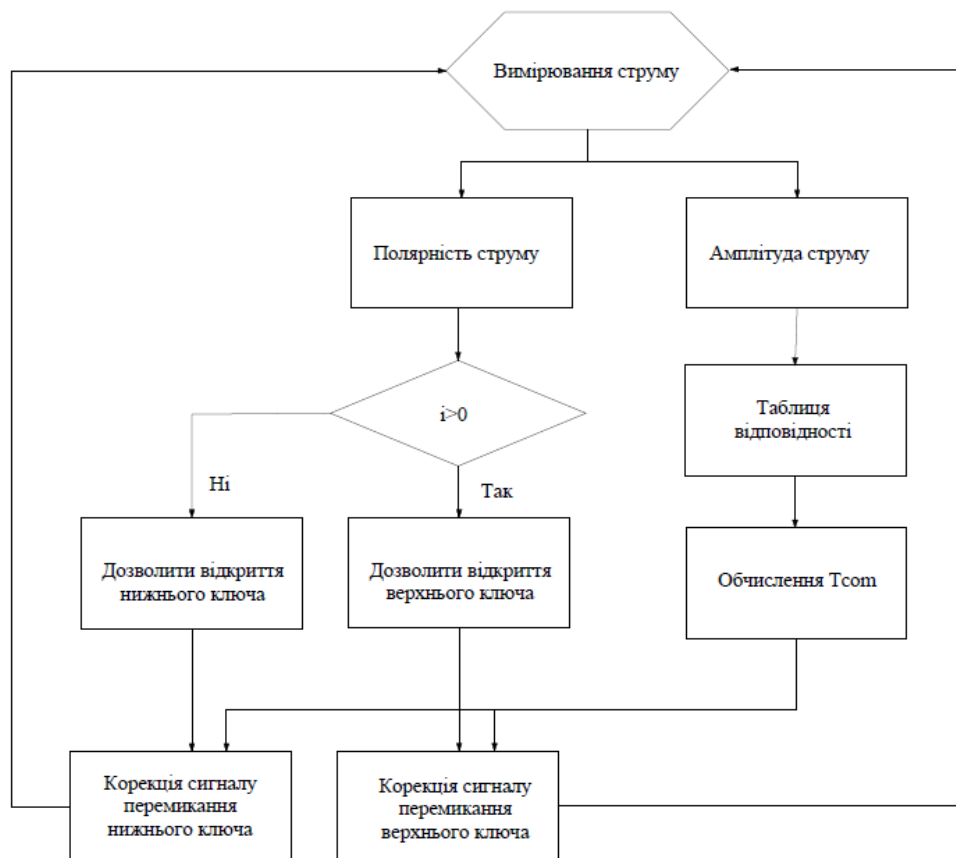 Вимірювання струму
Полярність струму
Амплітуда струму
i>0
Таблиця
відповідності
Ні
Так
Дозволити відкриття
нижнього ключа
Дозволити відкриття
верхнього ключа
Обчислення Tcom
Корекція сигналу
перемикання
нижнього ключа
Корекція сигналу
перемикання
верхнього ключа